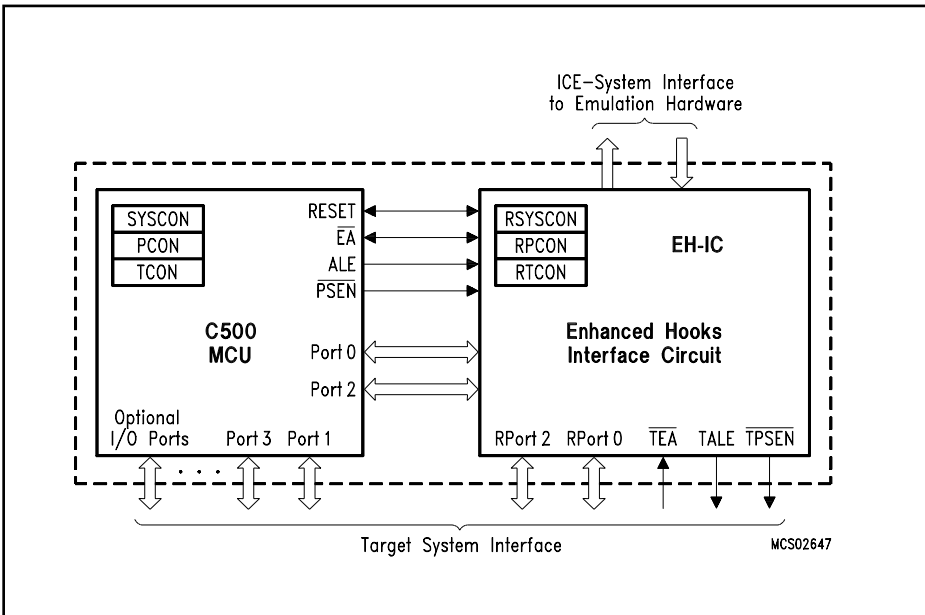 ICE-System Interface
to Emulation Hardware
SYSCON
PCON
TCON
RESET
EA
ALE
PSEN
C500
MCU
Port 0
Port 2
Optional
I/O Ports
Port 3
Port 1
. . .
RSYSCON
RPCON
RTCON
EH-IC
Enhanced Hooks
Interface Circuit
RPort 2
RPort 0
TEA
TALE
TPSEN
Target System Interface
MCS02647